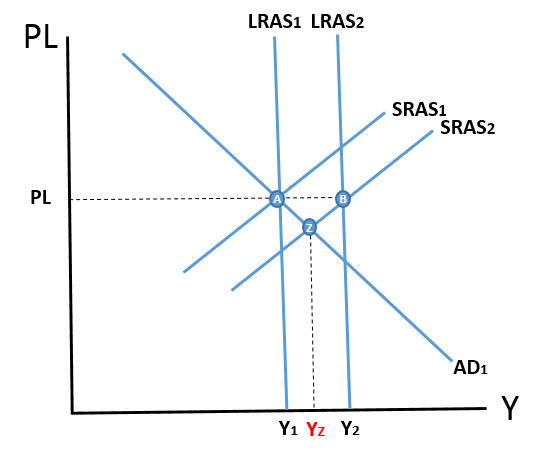 PL
LRAS1 LRAS2
SRAS1
SRAS2
PL
A
B
Z
AD1
Y
Y1 YZ Y2